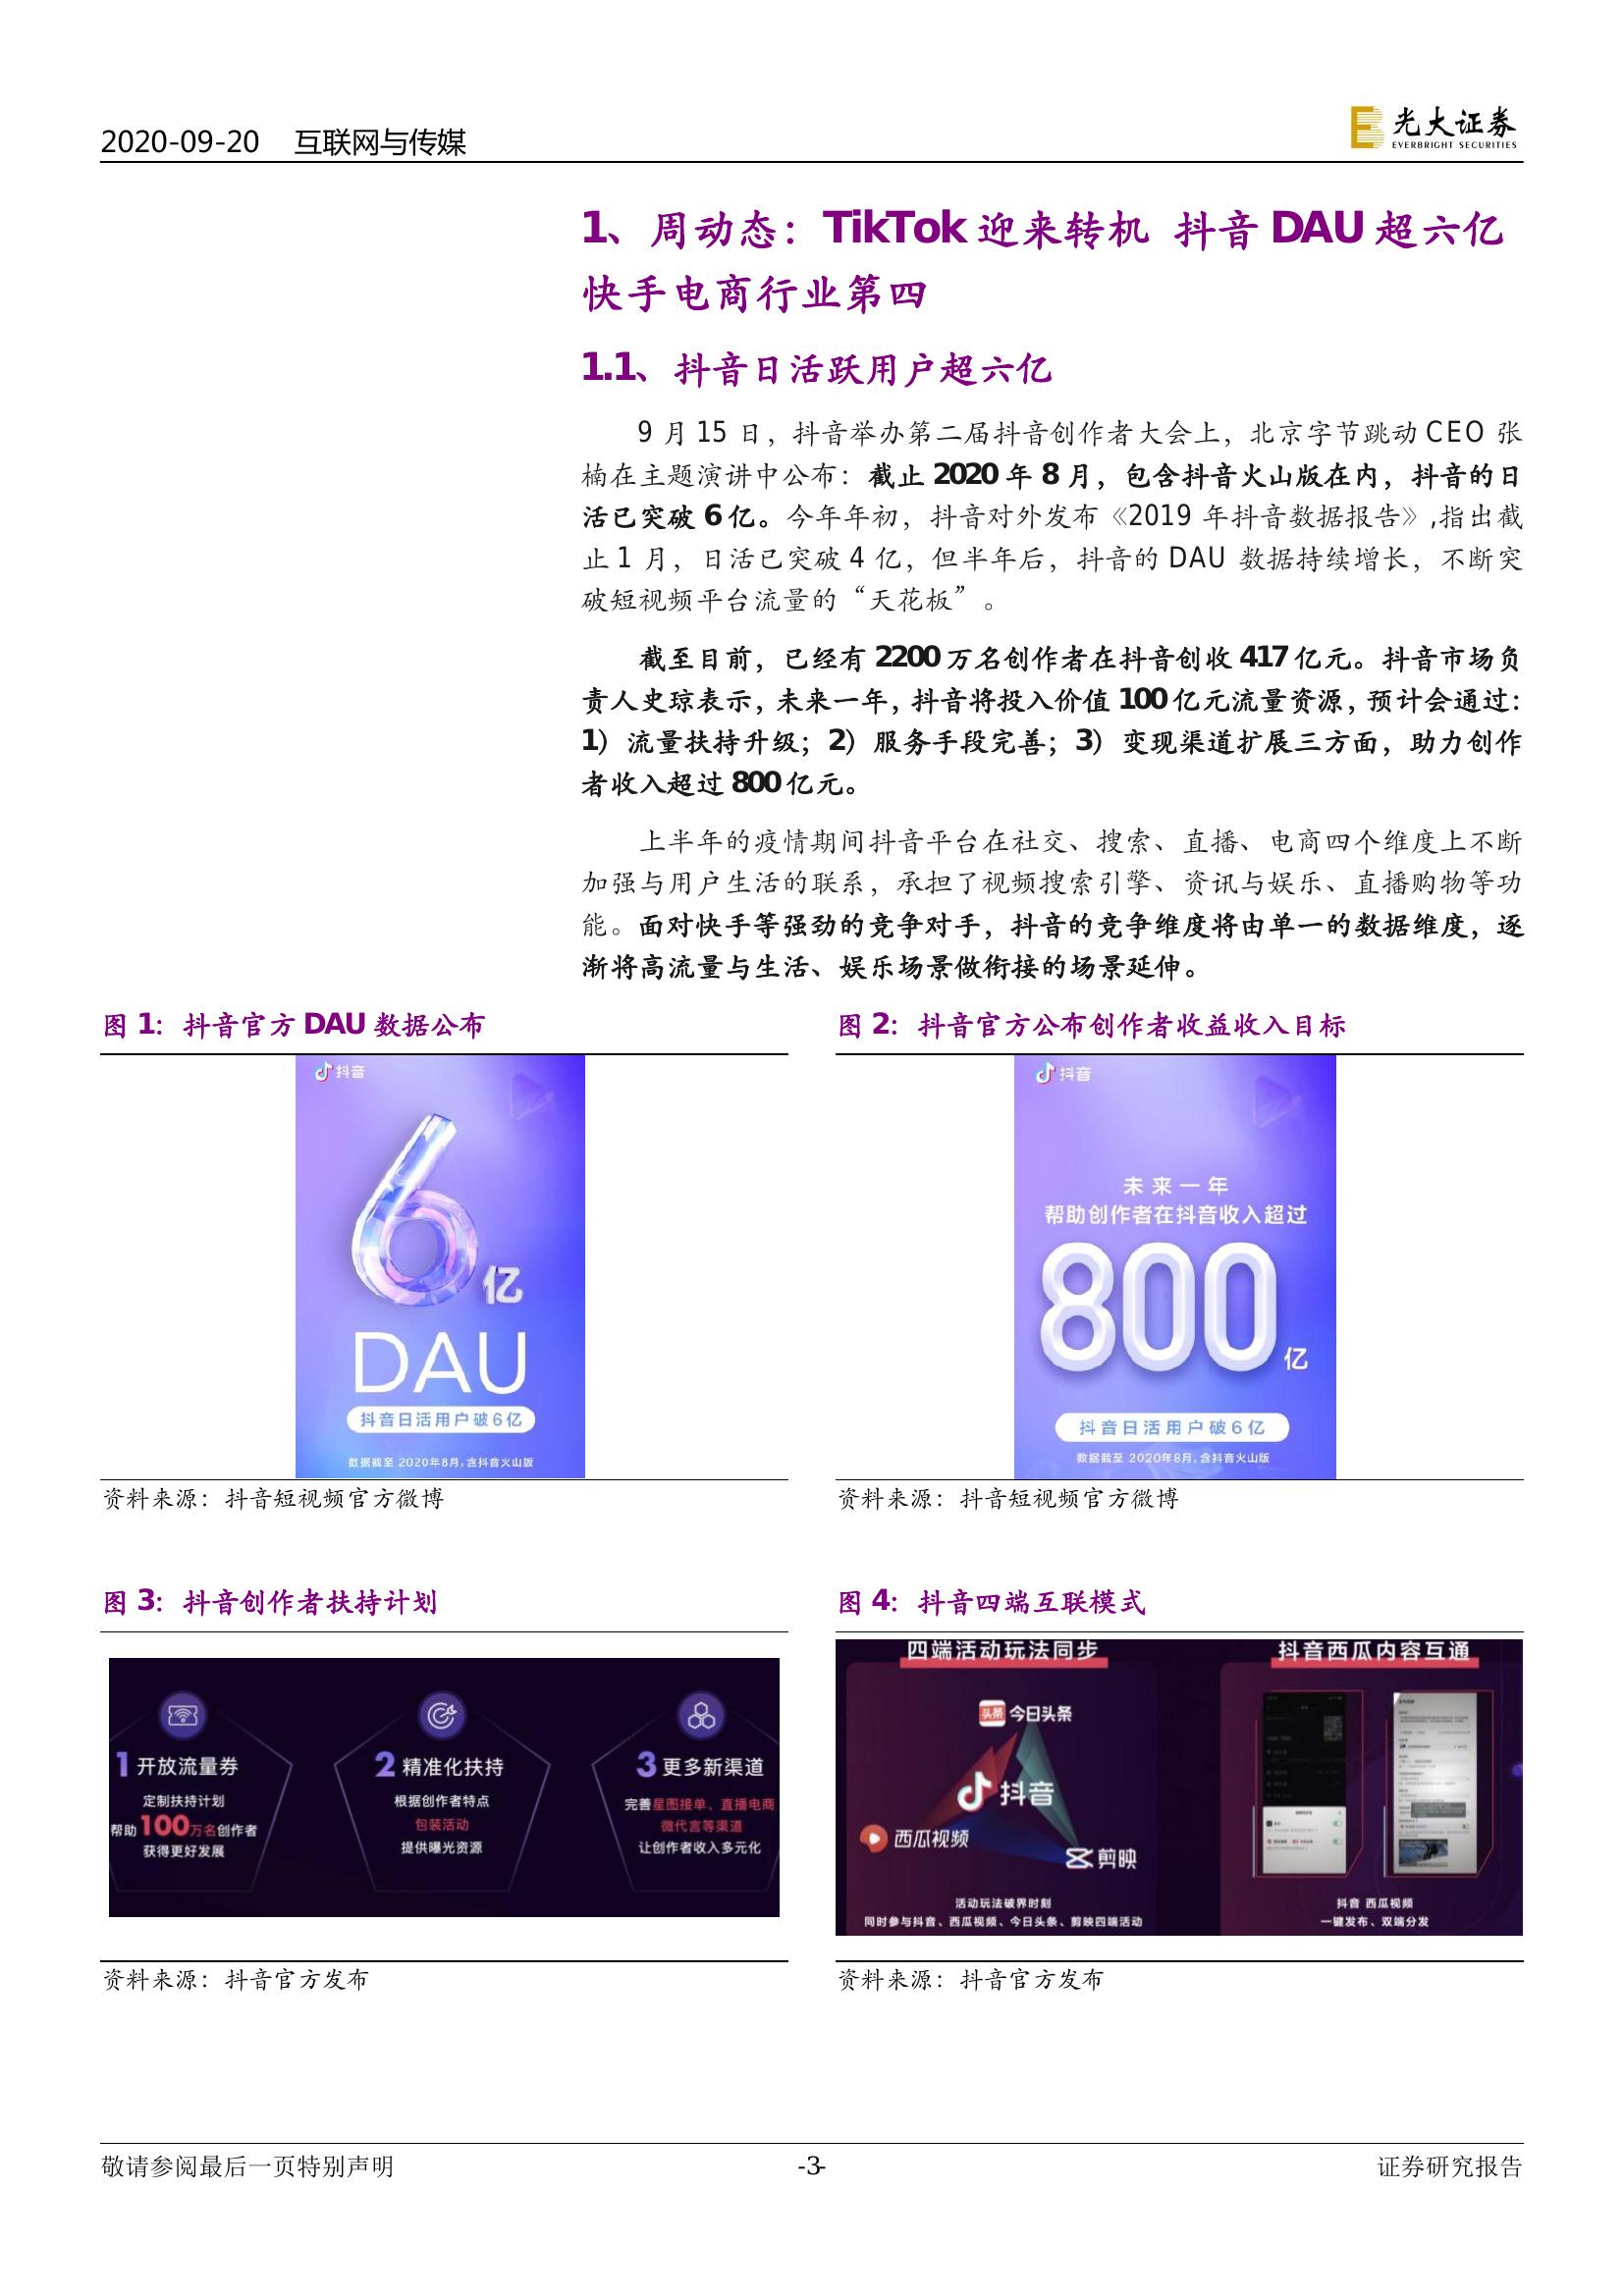 2020-09-20 互联网与传媒
光大证券
EVERBRIGHT SECURITIES
1、周动态：TikTok 迎来转机 抖音 DAU 超六亿
快手电商行业第四
1.1、抖音日活跃用户超六亿
9 月 15 日，抖音举办第二届抖音创作者大会上，北京字节跳动 CEO 张
楠在主题演讲中公布：截止 2020 年 8 月，包含抖音火山版在内，抖音的日
活已突破 6 亿。今年年初，抖音对外发布《2019 年抖音数据报告》,指出截
止 1 月，日活已突破 4 亿，但半年后，抖音的 DAU 数据持续增长，不断突
破短视频平台流量的“天花板”。
截至目前，已经有 2200 万名创作者在抖音创收 417 亿元。抖音市场负
责人史琼表示，未来一年，抖音将投入价值 100 亿元流量资源，预计会通过：
1）流量扶持升级；2）服务手段完善；3）变现渠道扩展三方面，助力创作
者收入超过 800 亿元。
上半年的疫情期间抖音平台在社交、搜索、直播、电商四个维度上不断
加强与用户生活的联系，承担了视频搜索引擎、资讯与娱乐、直播购物等功
能。面对快手等强劲的竞争对手，抖音的竞争维度将由单一的数据维度，逐
渐将高流量与生活、娱乐场景做衔接的场景延伸。
图 1：抖音官方 DAU 数据公布
抖音
6亿
DAU
抖音日活用户破6亿
数据截至 2020年8月,含抖音火山版
资料来源：抖音短视频官方微博
图 2：抖音官方公布创作者收益收入目标
抖音
未来一年
帮助创作者在抖音收入超过
800亿
抖音日活用户破6亿
数据截至 2020年8月,含抖音火山版
资料来源：抖音短视频官方微博
图 3：抖音创作者扶持计划
1 开放流量券
定制扶持计划
帮助100万名创作者
获得更好发展
2 精准化扶持
根据创作者特点
包装活动
提供曝光资源
3 更多新渠道
完善星图接单、直播电商
微代言等渠道
让创作者收入多元化
资料来源：抖音官方发布
图 4：抖音四端互联模式
四端活动玩法同步
头条 今日头条
抖音
西瓜视频
剪映
活动玩法破界时刻
同时参与抖音、西瓜视频、今日头条、剪映四端活动
抖音西瓜内容互通
抖音 西瓜视频
一键发布、双端分发
资料来源：抖音官方发布
敬请参阅最后一页特别声明
-3-
证券研究报告